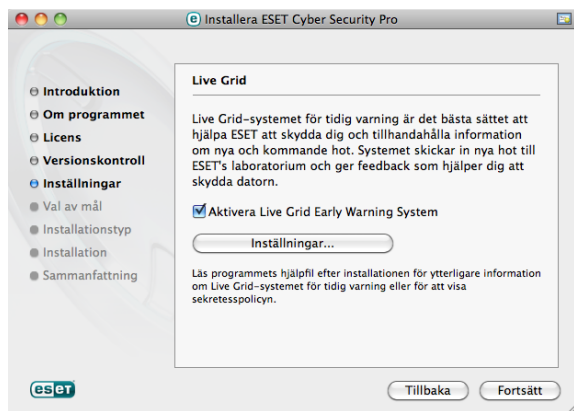 Installera ESET Cyber Security Pro
Introduktion
Om programmet
Licens
Versionskontroll
Inställningar
Val av mål
Installationstyp
Installation
Sammanfattning
Live Grid
Live Grid-systemet för tidig varning är det bästa sättet att
hjälpa ESET att skydda dig och tillhandahålla information
om nya och kommande hot. Systemet skickar in nya hot till
ESET's laboratorium och ger feedback som hjälper dig att
skydda datorn.
Aktivera Live Grid Early Warning System
Inställningar...
Läs programmets hjälpfil efter installationen för ytterligare information
om Live Grid-systemet för tidig varning eller för att visa
sekretesspolicyn.
eset
Tillbaka
Fortsätt